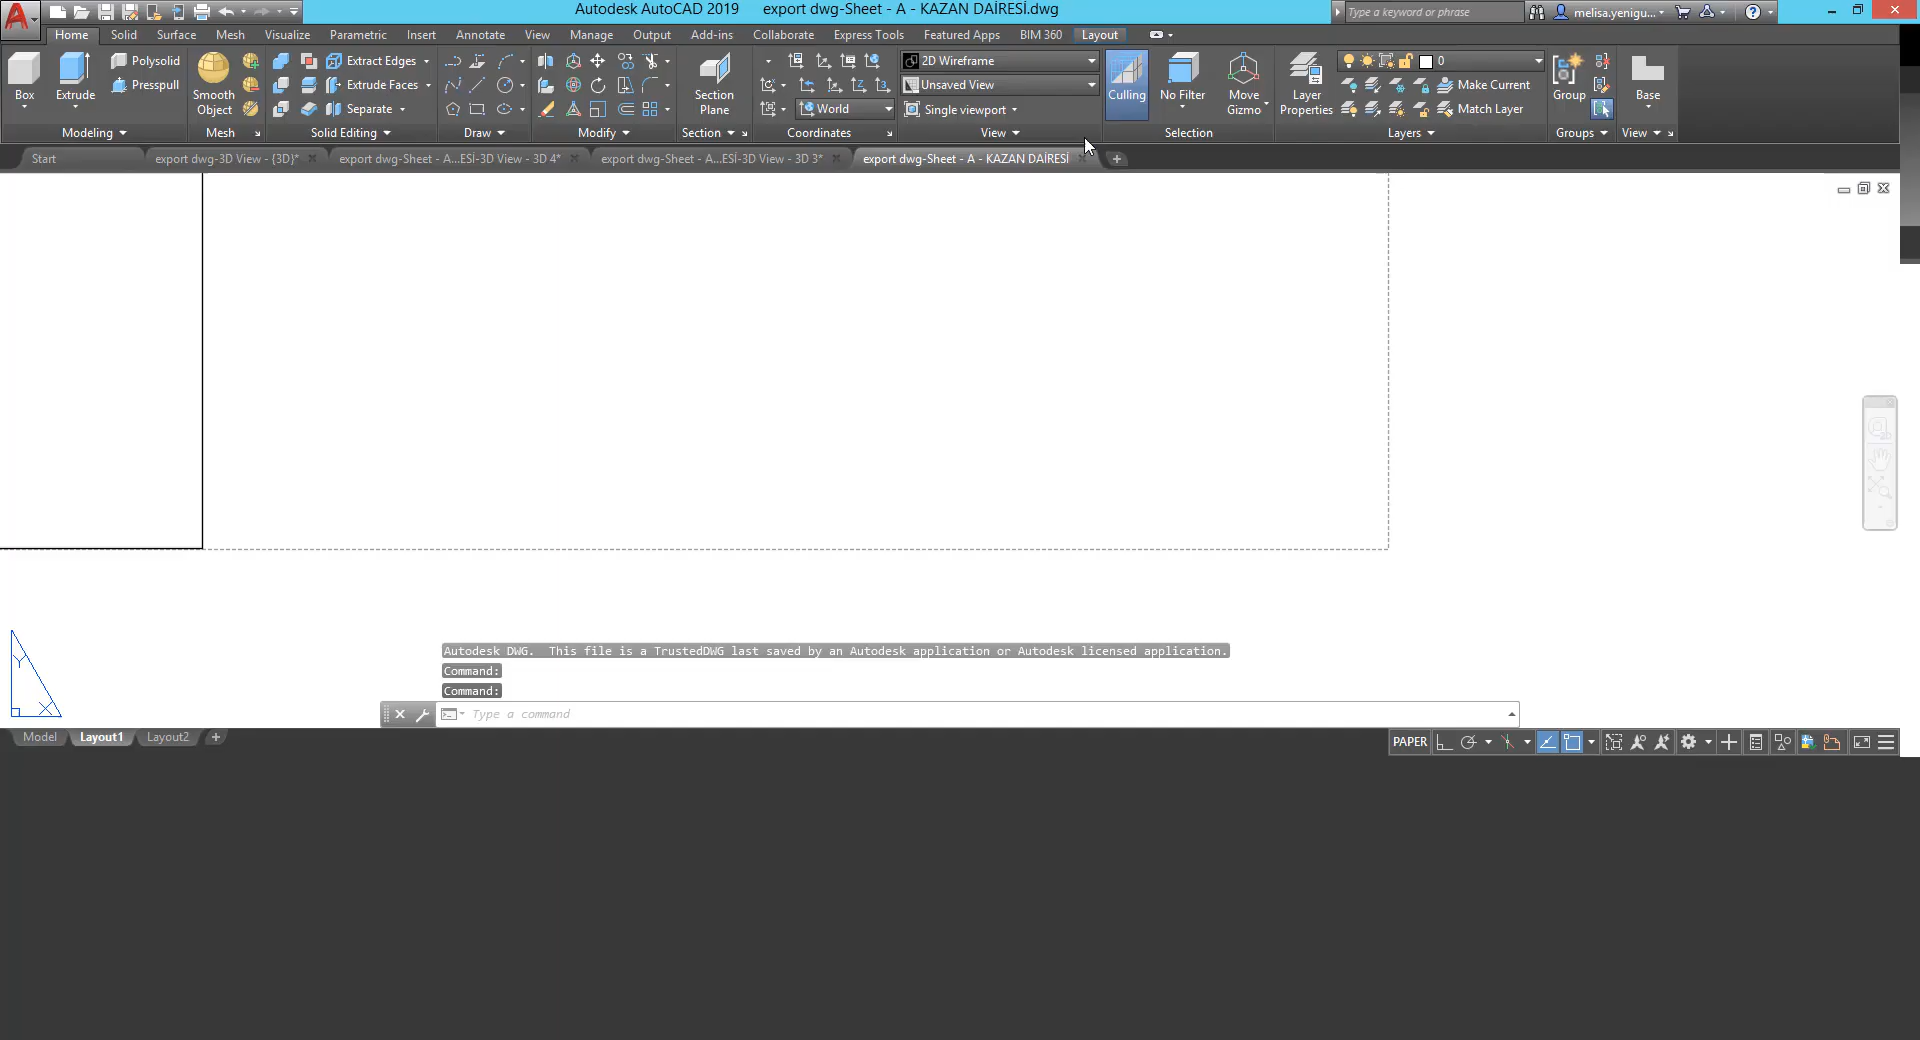 Autodesk AutoCAD 2019 export dwg-Sheet - A - KAZAN DAİRESİ.dwg
Type a keyword or phrase
melisa.yenigu...
Home Solid Surface Mesh Visualize Parametric Insert Annotate View Manage Output Add-ins Collaborate Express Tools Featured Apps BIM 360 Layout
Box
Extrude
Polysolid
Presspull
Modeling
Smooth
Object
Mesh
Extract Edges
Extrude Faces
Separate
Solid Editing
Draw
Modify
Section
Plane
Section
World
Coordinates
2D Wireframe
Unsaved View
Single viewport
View
Culling
No Filter
Move
Gizmo
Selection
Layer
Properties
0
Make Current
Match Layer
Layers
Group
Groups
Base
View
Start
export dwg-3D View - {3D}*
export dwg-Sheet - A...ESİ-3D View - 3D 4*
export dwg-Sheet - A...ESİ-3D View - 3D 3*
export dwg-Sheet - A - KAZAN DAİRESİ
Y
X
Autodesk DWG. This file is a TrustedDWG last saved by an Autodesk application or Autodesk licensed application.
Command:
Command:
Type a command
Model Layout1 Layout2
PAPER